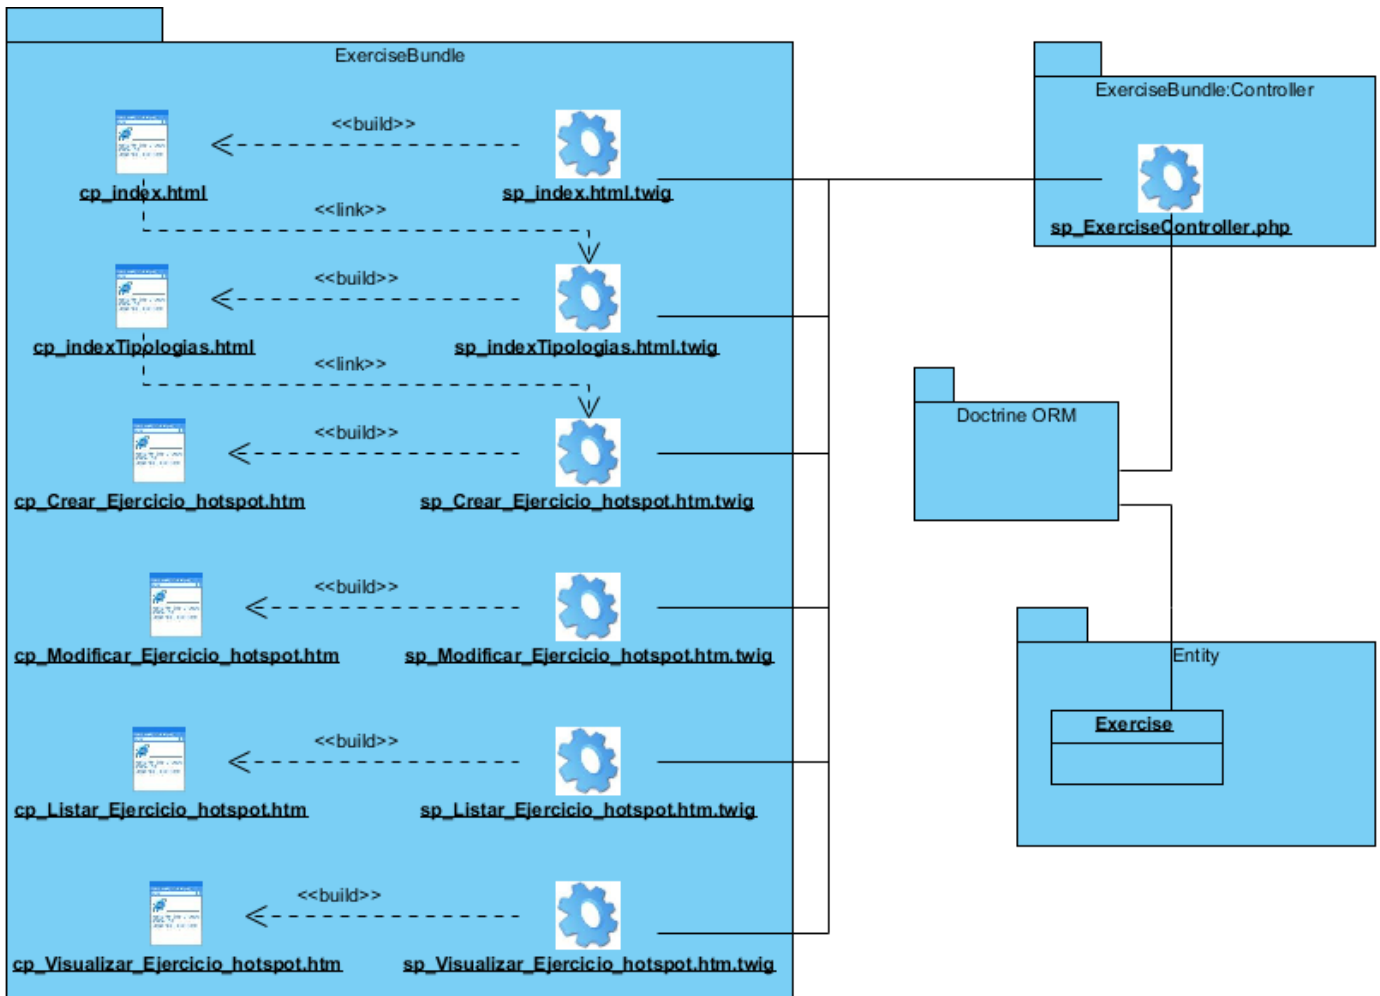 ExerciseBundle
<<build>>
cp_index.html
sp_index.html.twig
<<link>>
<<build>>
cp_indexTipologias.html
sp_indexTipologias.html.twig
<<link>>
<<build>>
cp_Crear_Ejercicio_hotspot.htm
sp_Crear_Ejercicio_hotspot.htm.twig
<<build>>
cp_Modificar_Ejercicio_hotspot.htm
sp_Modificar_Ejercicio_hotspot.htm.twig
<<build>>
cp_Listar_Ejercicio_hotspot.htm
sp_Listar_Ejercicio_hotspot.htm.twig
<<build>>
cp_Visualizar_Ejercicio_hotspot.htm
sp_Visualizar_Ejercicio_hotspot.htm.twig
ExerciseBundle:Controller
sp_ExerciseController.php
Doctrine ORM
Entity
Exercise